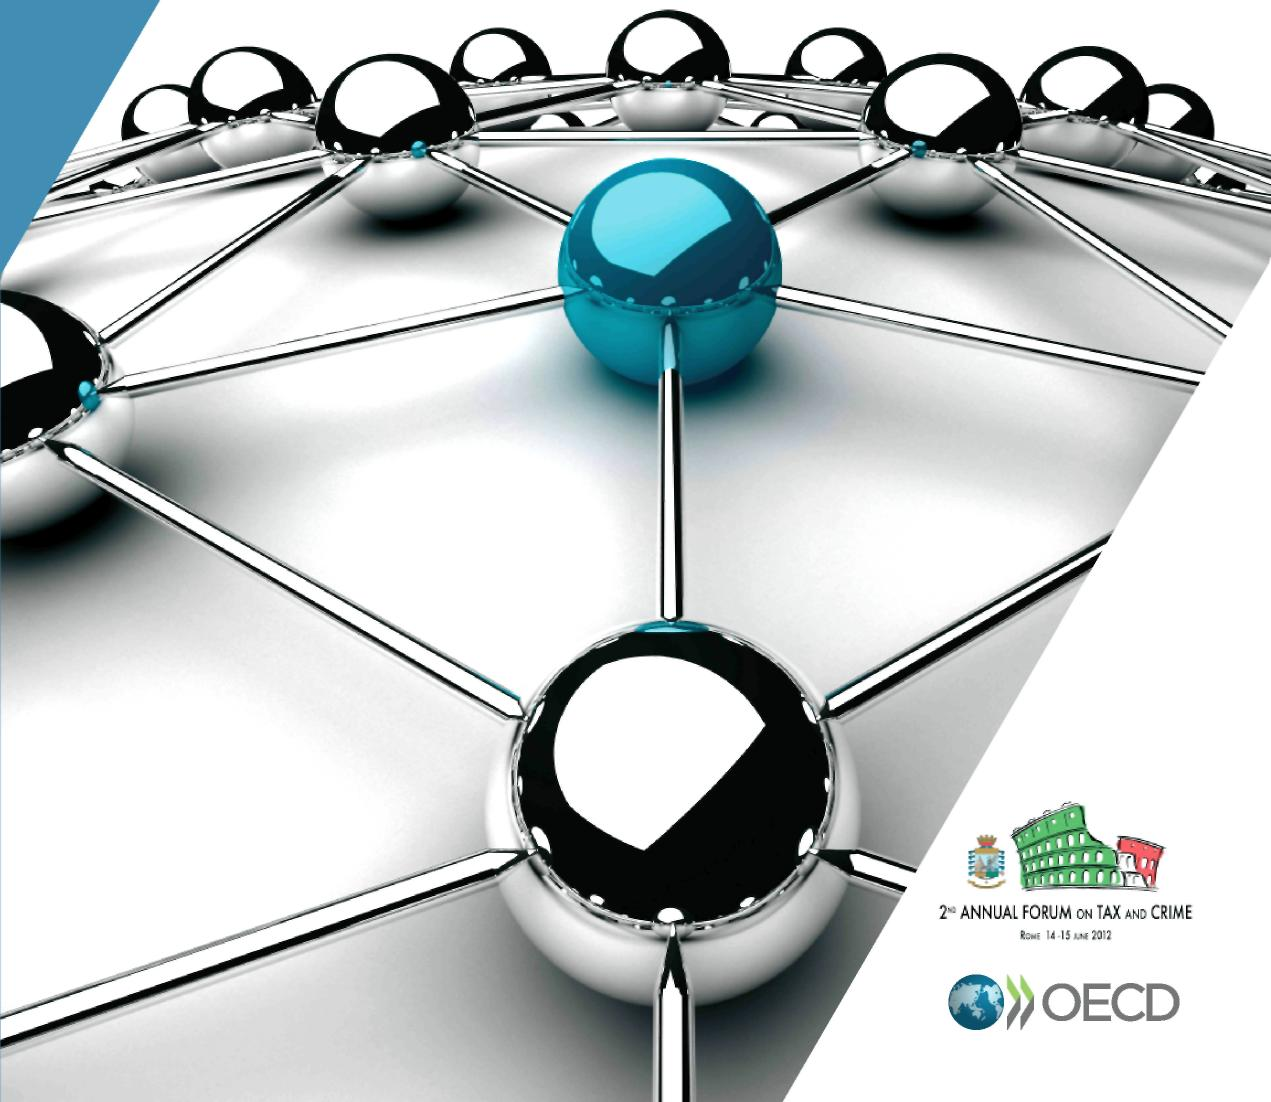 2ND ANNUAL FORUM ON TAX AND CRIME
ROME 14-15 JUNE 2012
OECD